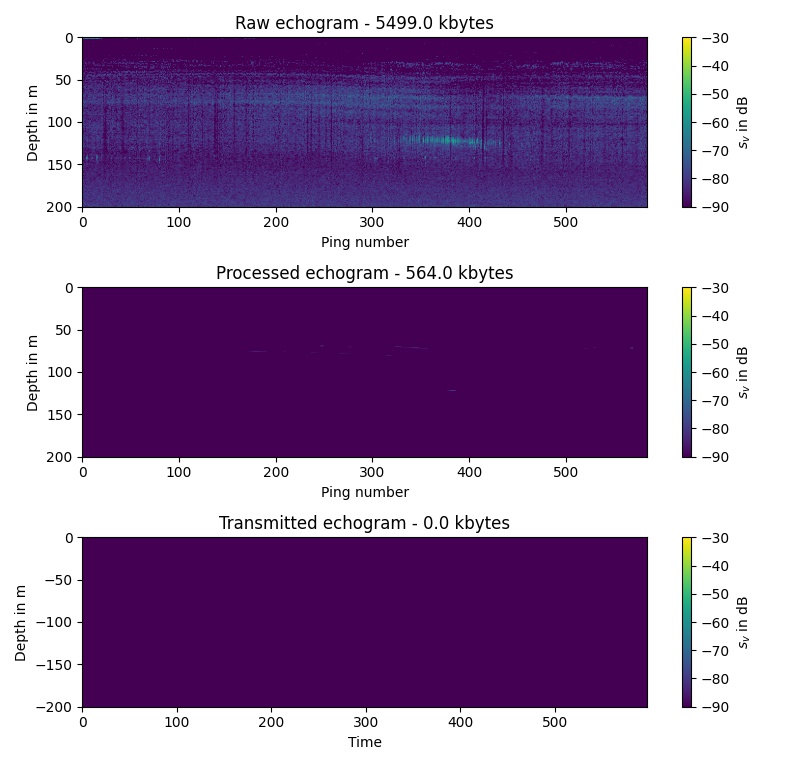 Raw echogram - 5499.0 kbytes
0
50
100
150
200
Depth in m
0 100 200 300 400 500
Ping number
−30
−40
−50
−60
−70
−80
−90
sv in dB
Processed echogram - 564.0 kbytes
0
50
100
150
200
Depth in m
0 100 200 300 400 500
Ping number
−30
−40
−50
−60
−70
−80
−90
sv in dB
Transmitted echogram - 0.0 kbytes
0
−50
−100
−150
−200
Depth in m
0 100 200 300 400 500
Time
−30
−40
−50
−60
−70
−80
−90
sv in dB